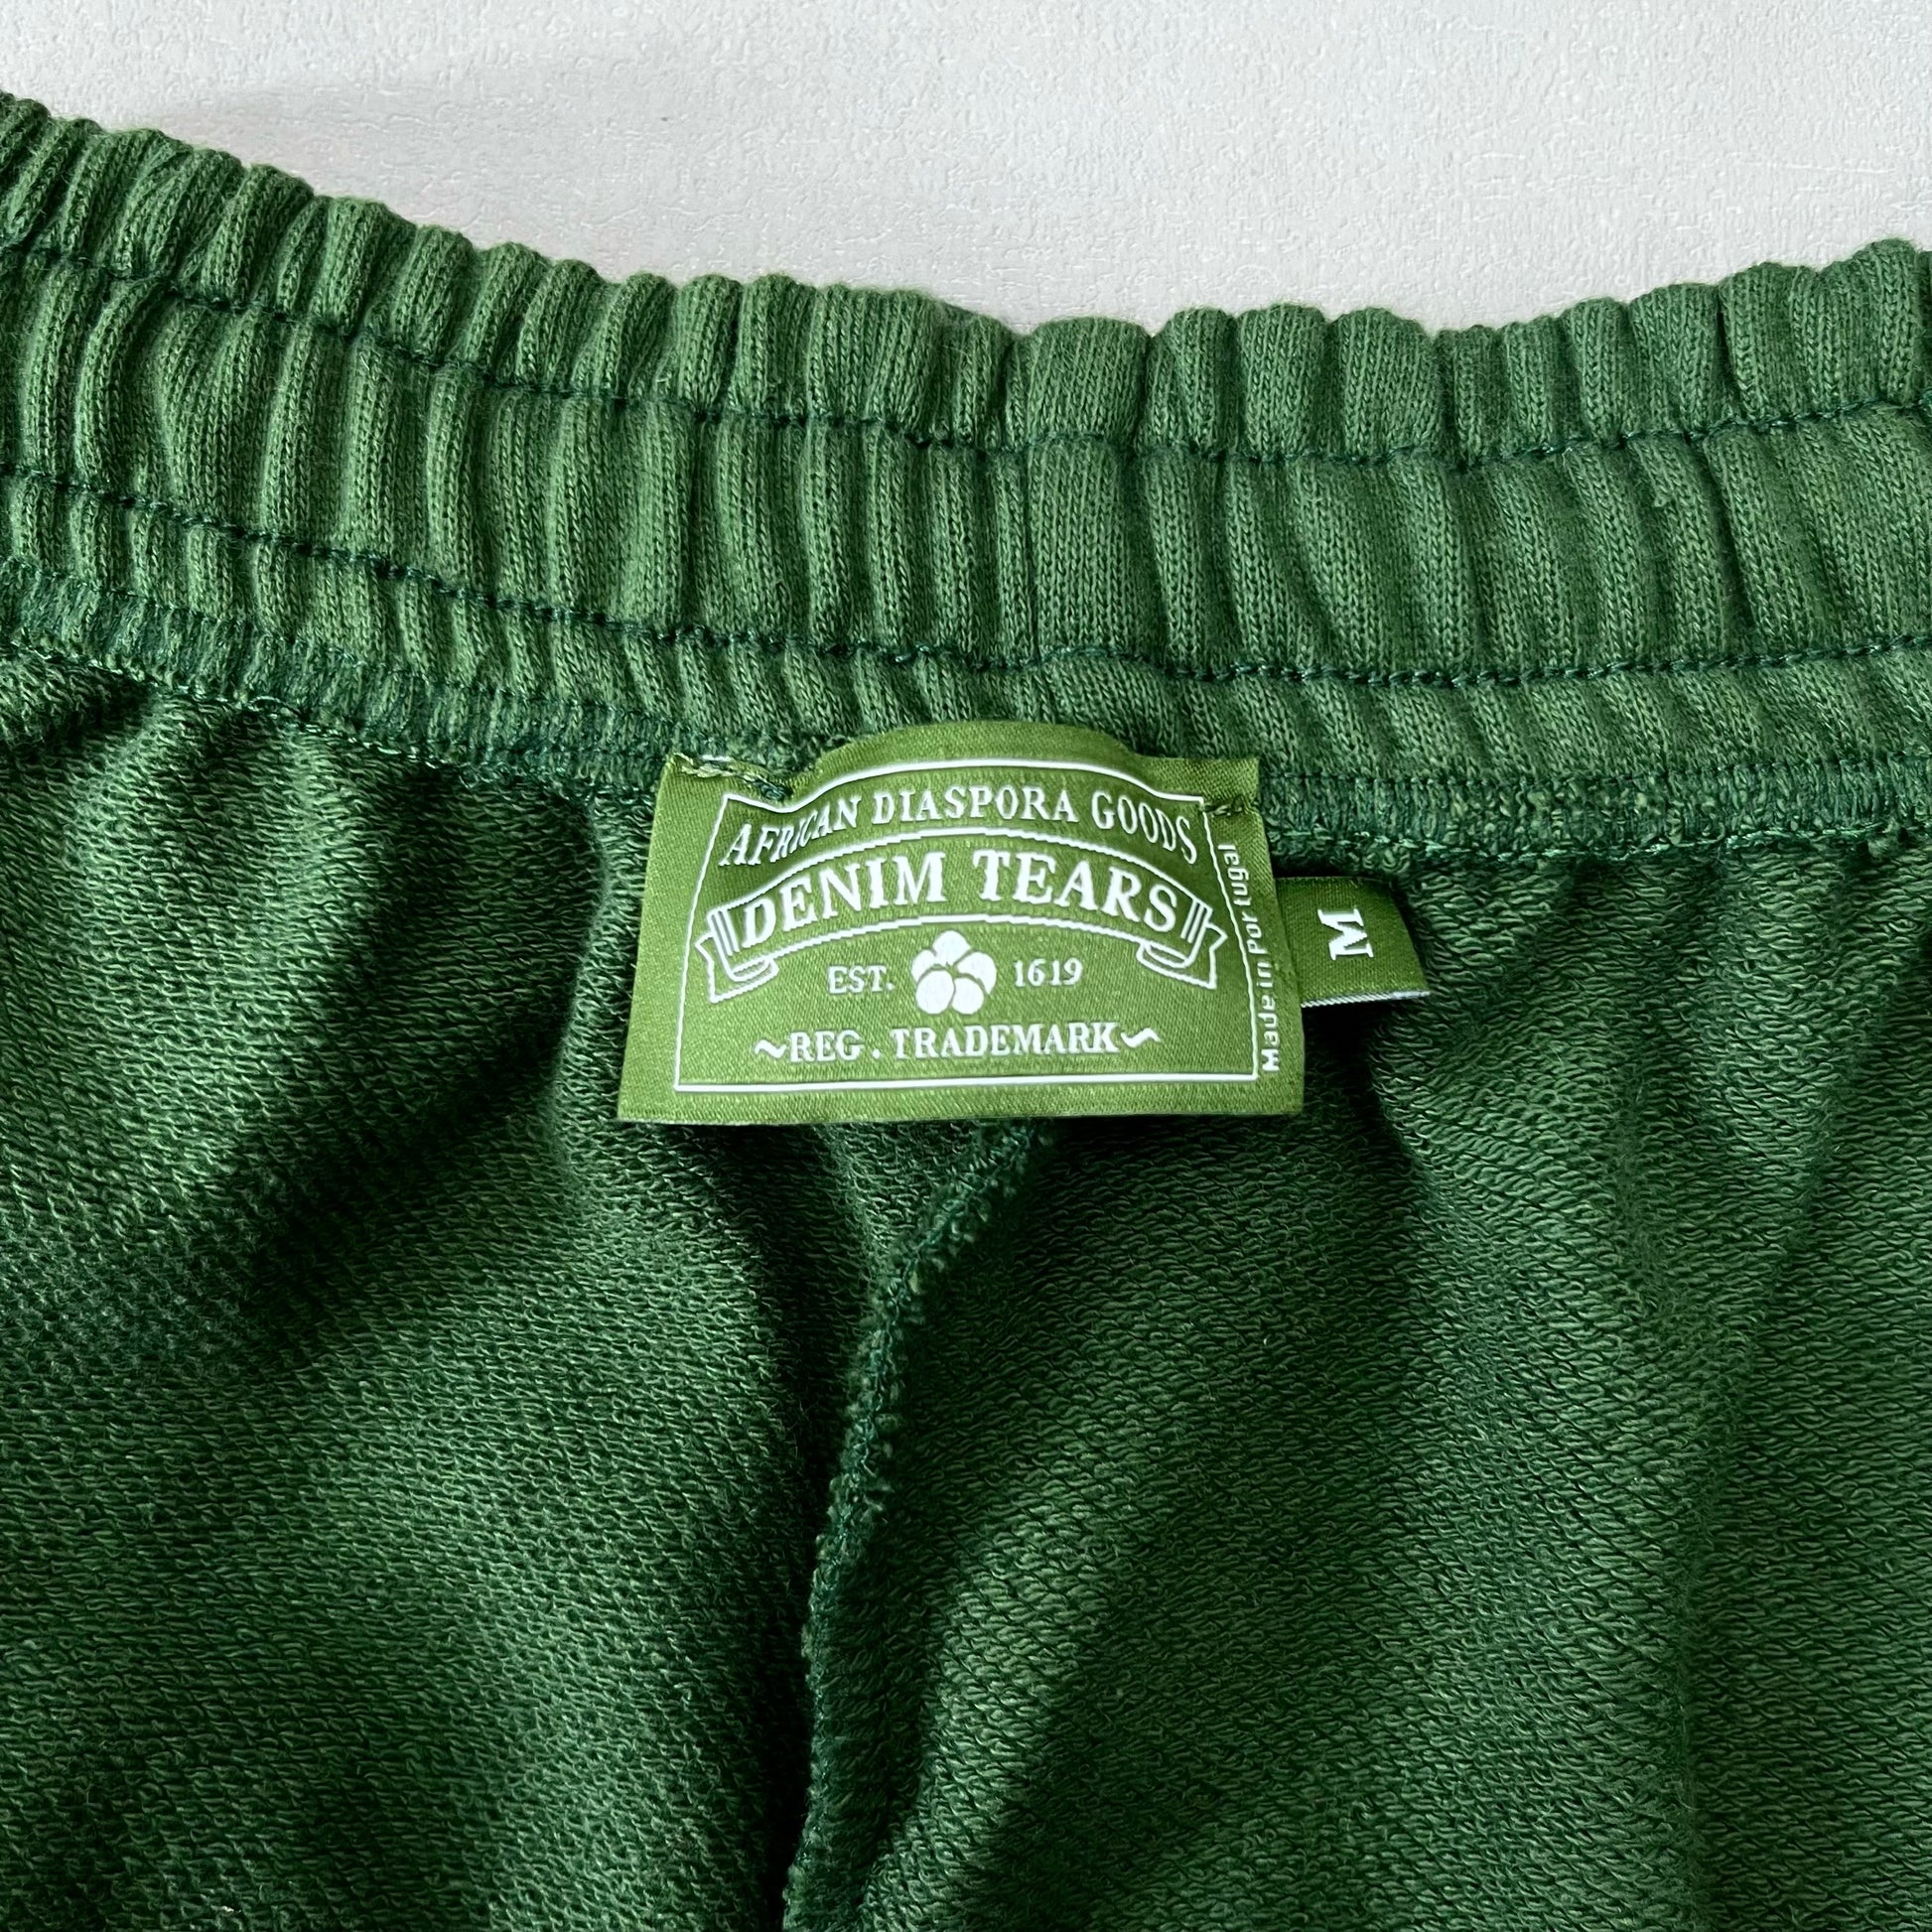 AFRICAN DIASPORA GOODS
DENIM TEARS
EST. 1619
~REG. TRADEMARK~
Made in Portugal
M